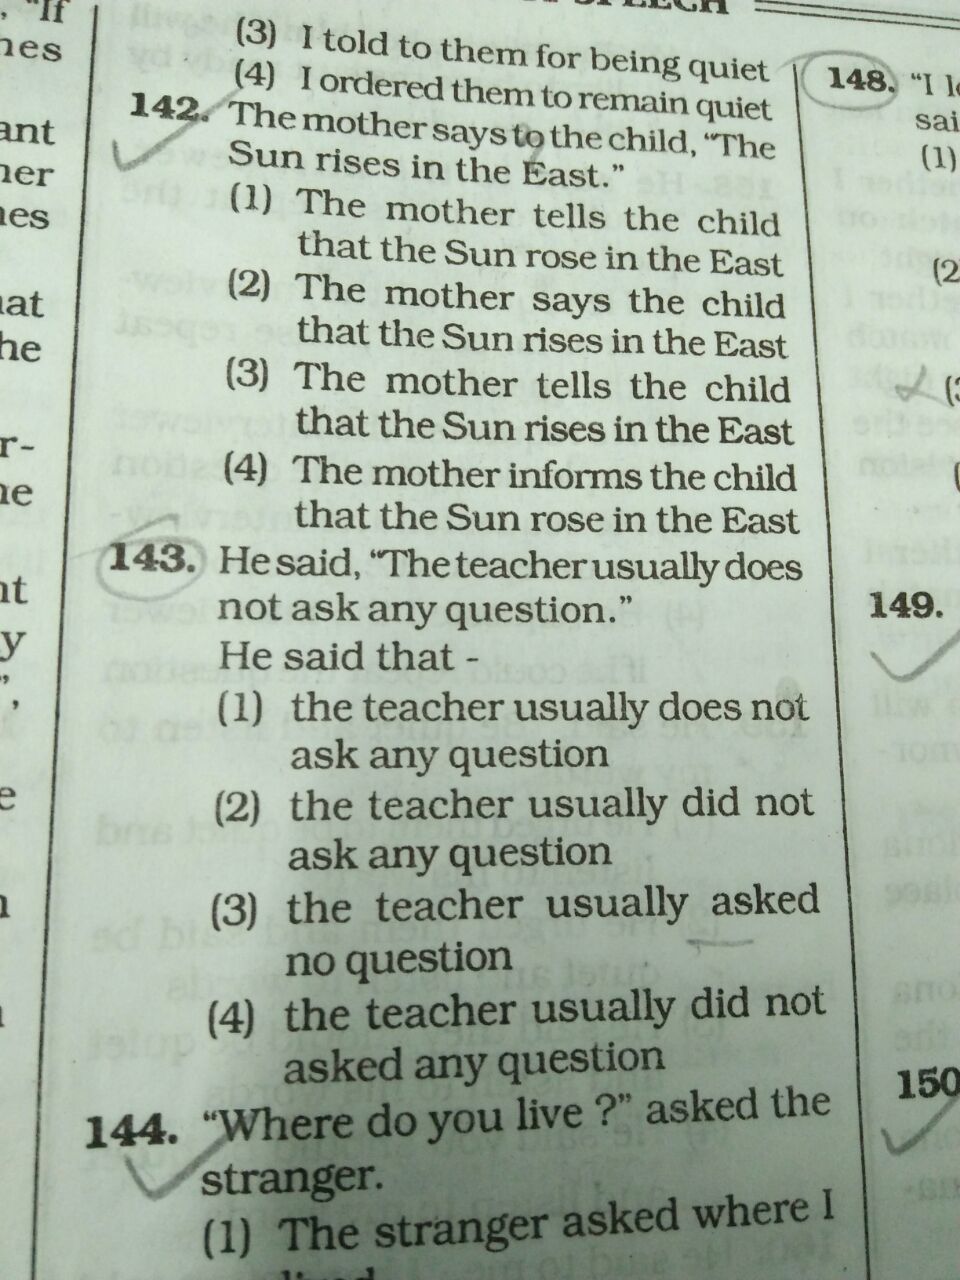 SPEECH
"If
nes
ant
ner
nes
nat
he
r-
ne
nt
y
e
(3) I told to them for being quiet
(4) I ordered them to remain quiet
142. The mother says to the child, "The
Sun rises in the East."
(1) The mother tells the child
that the Sun rose in the East
(2) The mother says the child
that the Sun rises in the East
(3) The mother tells the child
that the Sun rises in the East
(4) The mother informs the child
that the Sun rose in the East
143. He said, "The teacher usually does
not ask any question."
He said that -
(1) the teacher usually does not
ask any question
(2) the teacher usually did not
ask any question
(3) the teacher usually asked
no question
(4) the teacher usually did not
asked any question
144. "Where do you live ?" asked the
stranger.
(1) The stranger asked where I
lived
148. "I
sai
(1)
(2
(3
149.
150